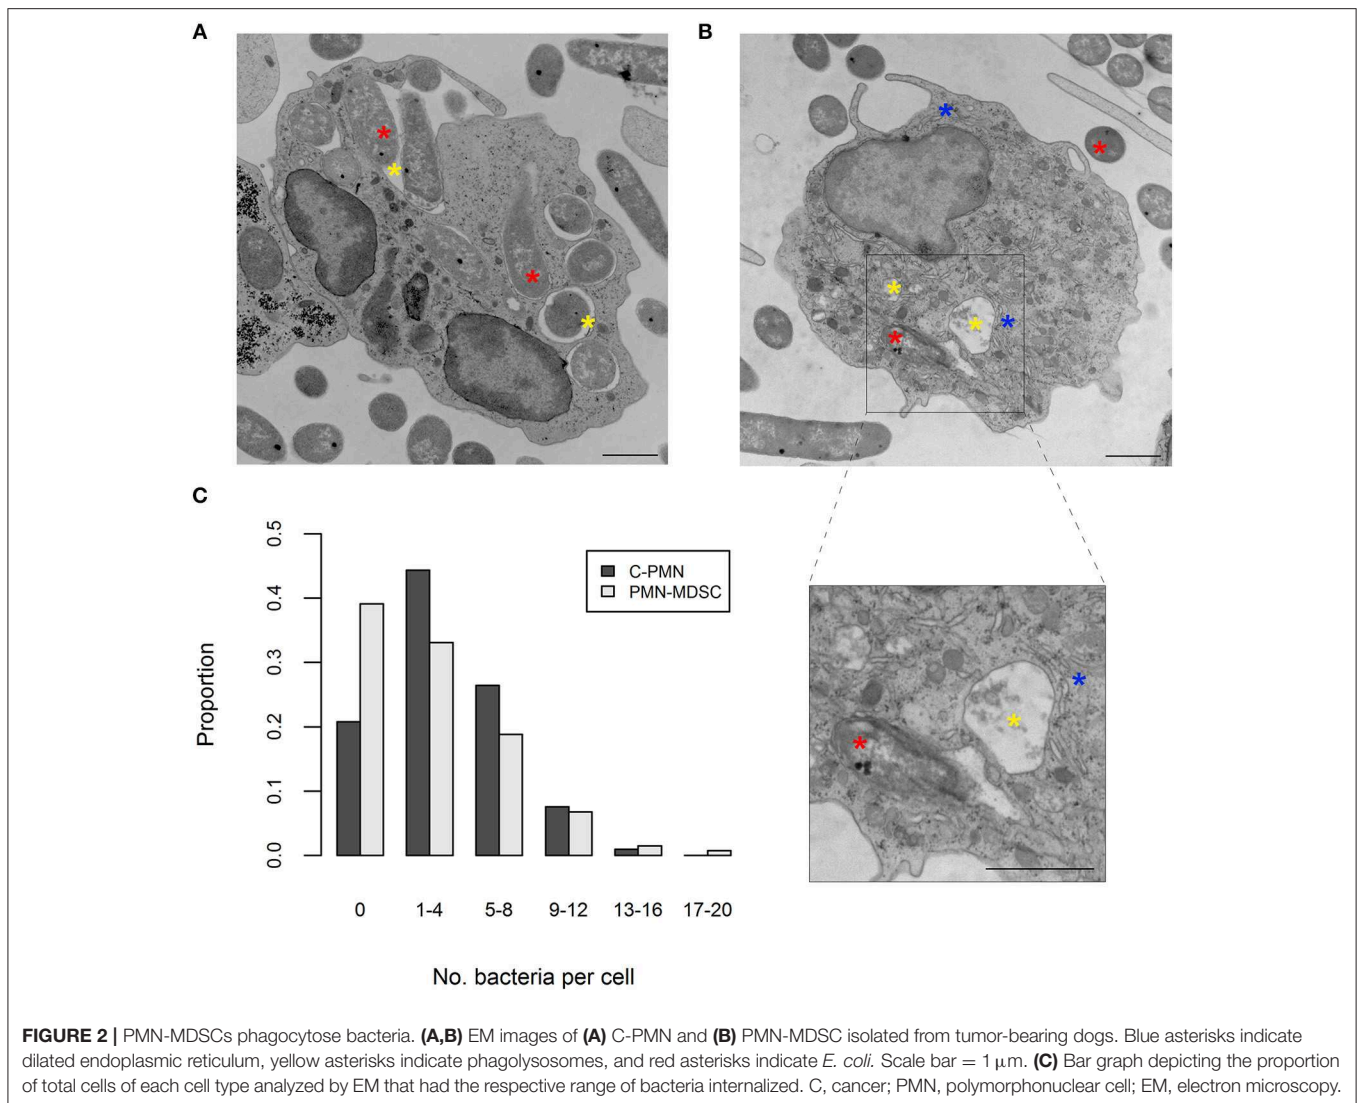 A
B
C
0.5
0.4
0.3
0.2
0.1
0.0
Proportion
C-PMN
PMN-MDSC
0 1-4 5-8 9-12 13-16 17-20
No. bacteria per cell
FIGURE 2 | PMN-MDSCs phagocytose bacteria. (A,B) EM images of (A) C-PMN and (B) PMN-MDSC isolated from tumor-bearing dogs. Blue asterisks indicate
dilated endoplasmic reticulum, yellow asterisks indicate phagolysosomes, and red asterisks indicate E. coli. Scale bar = 1 μm. (C) Bar graph depicting the proportion
of total cells of each cell type analyzed by EM that had the respective range of bacteria internalized. C, cancer; PMN, polymorphonuclear cell; EM, electron microscopy.